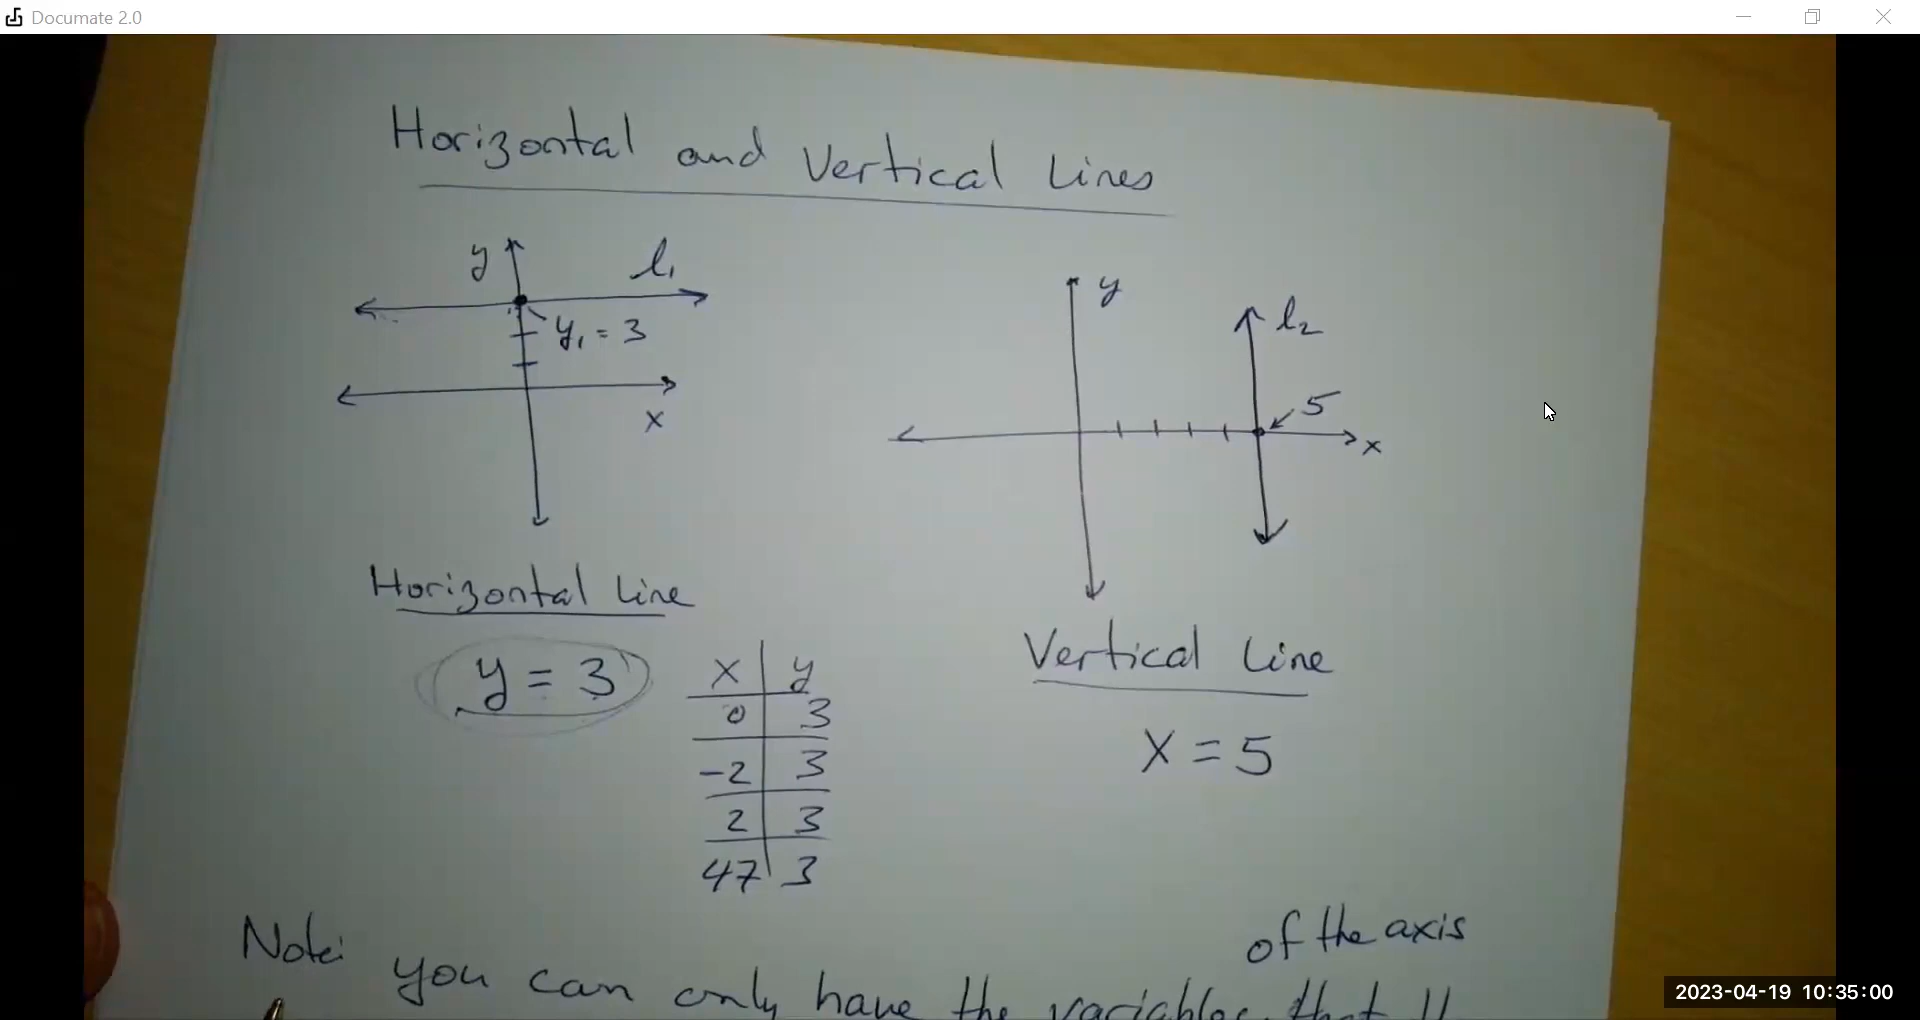 Documate 2.0
Horizontal and Vertical Lines
y
l₁
y₁ = 3
x
y
l₂
5
x
Horizontal Line
y = 3
x y
0 3
-2 3
2 3
47 3
Vertical Line
X = 5
of the axis
Note: you can only have the variables that
2023-04-19 10:35:00